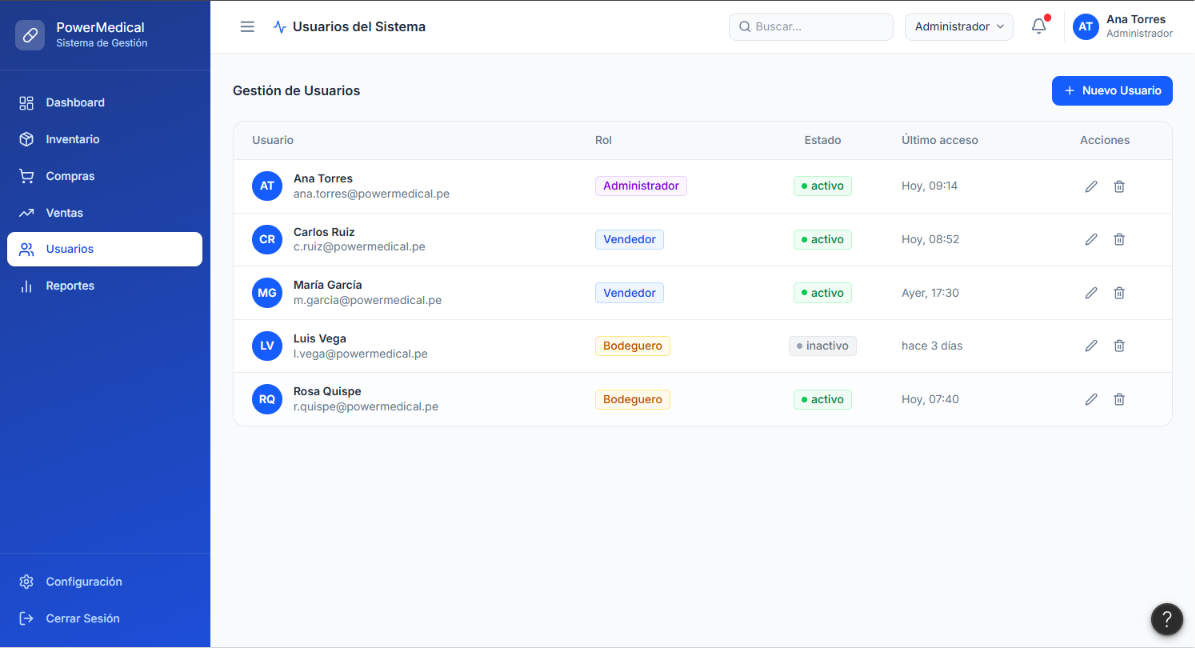 PowerMedical
Sistema de Gestión
Dashboard
Inventario
Compras
Ventas
Usuarios
Reportes
Configuración
Cerrar Sesión
Usuarios del Sistema
Buscar...
Administrador
AT
Ana Torres
Administrador
Gestión de Usuarios
+ Nuevo Usuario
Usuario Rol Estado Último acceso Acciones
AT Ana Torres Administrador activo Hoy, 09:14
ana.torres@powermedical.pe
CR Carlos Ruiz Vendedor activo Hoy, 08:52
c.ruiz@powermedical.pe
MG María García Vendedor activo Ayer, 17:30
m.garcia@powermedical.pe
LV Luis Vega Bodeguero inactivo hace 3 días
l.vega@powermedical.pe
RQ Rosa Quispe Bodeguero activo Hoy, 07:40
r.quispe@powermedical.pe
?